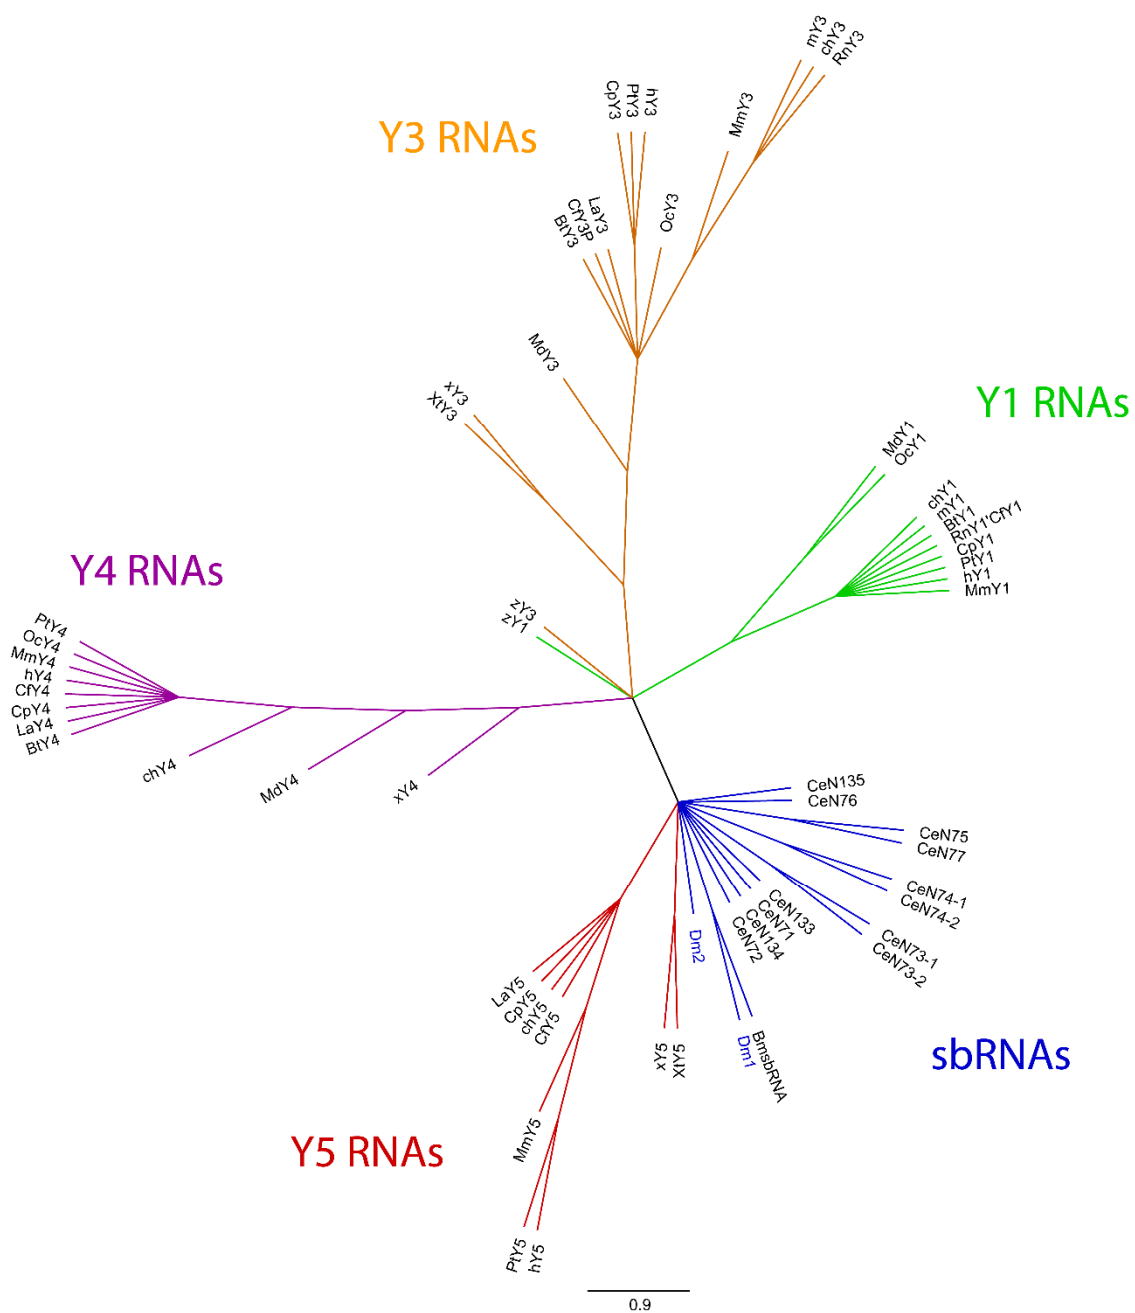 mY3
chY3
RnY3
hY3
PtY3
CpY3
MmY3
Y3 RNAs
LaY3
CfY3P
BtY3
OcY3
MdY3
xY3
XtY3
Y1 RNAs
MdY1
OcY1
chY1
mY1
BtY1
RnY1'CfY1
CpY1
PtY1
hY1
MmY1
Y4 RNAs
zY3
zY1
PtY4
OcY4
MmY4
hY4
CfY4
CpY4
LaY4
BtY4
chY4
MdY4
xY4
CeN135
CeN76
CeN75
CeN77
CeN74-1
CeN74-2
CeN73-1
CeN73-2
CeN133
CeN71
CeN134
CeN72
Dm2
BmsbRNA
Dm1
sbRNAs
xY5
XtY5
LaY5
CpY5
chY5
CfY5
Y5 RNAs
MmY5
PtY5
hY5
0.9